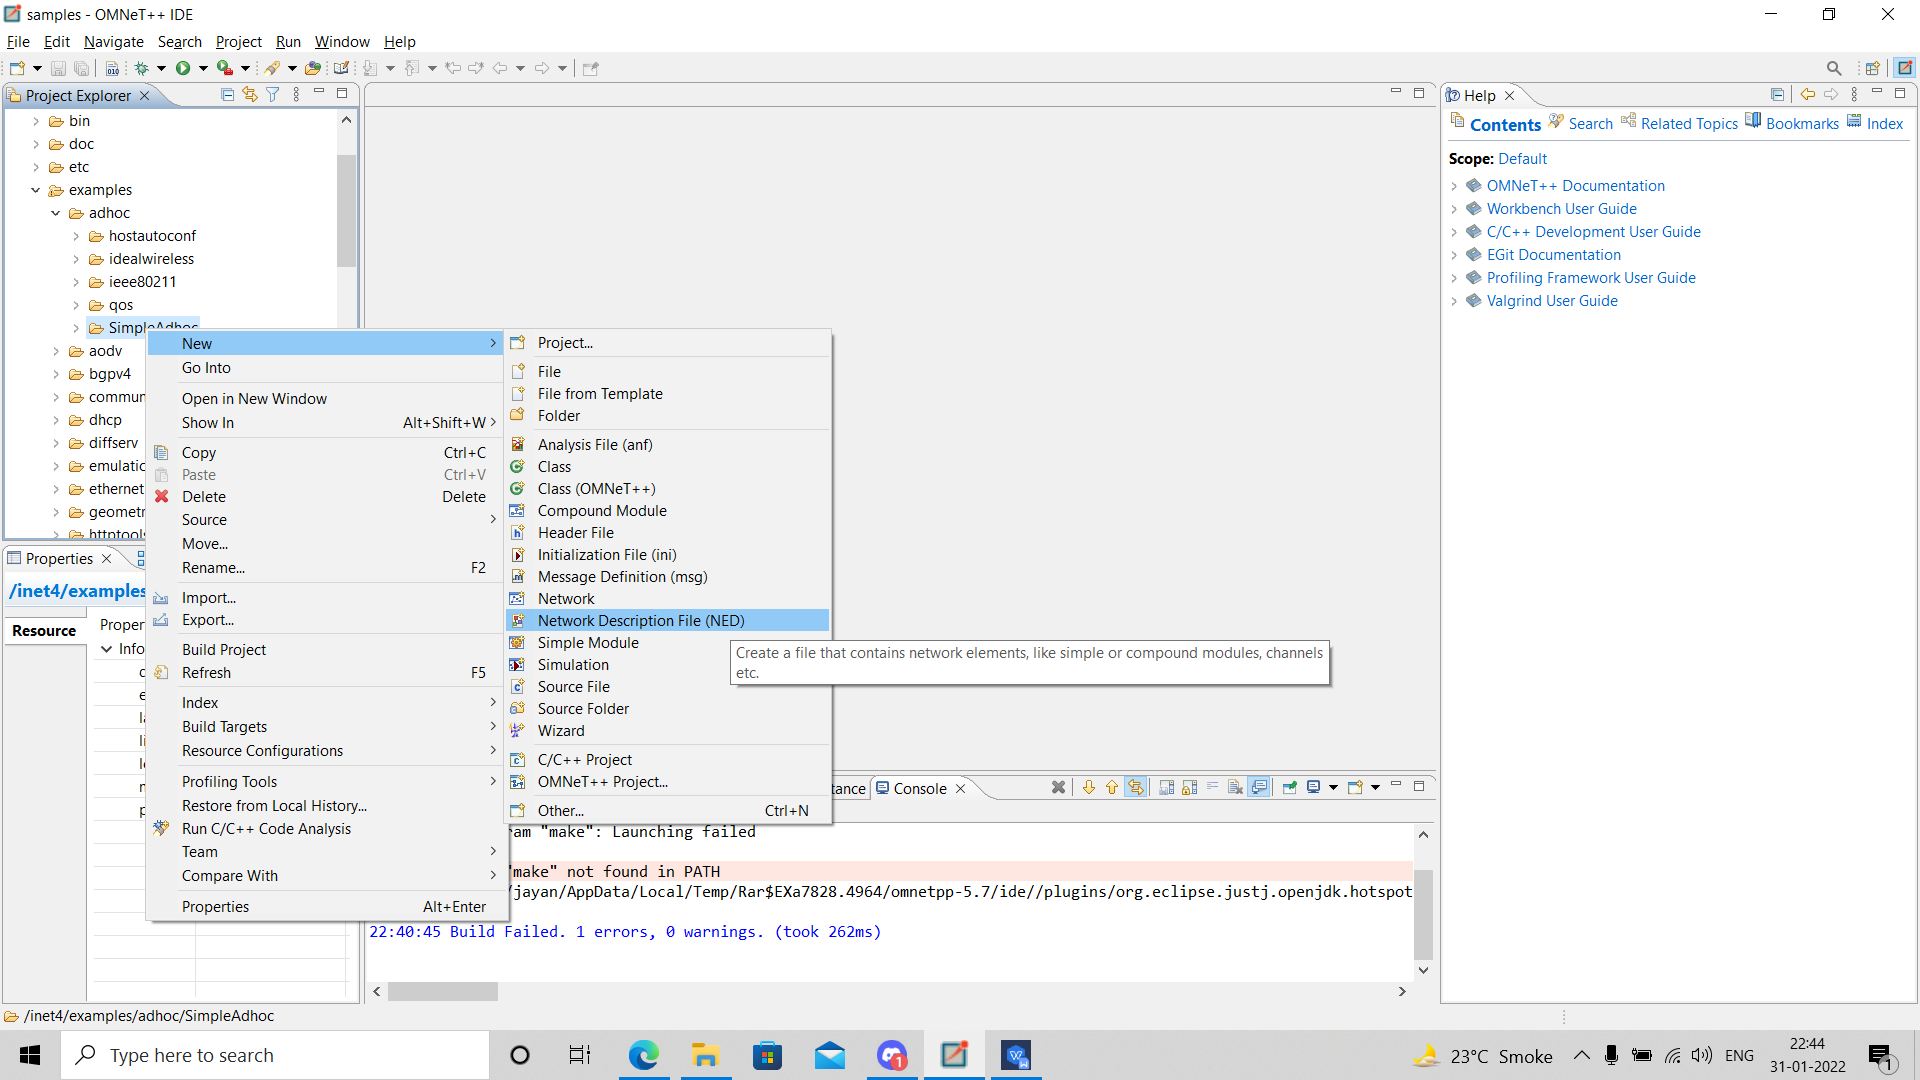 samples - OMNeT++ IDE
File Edit Navigate Search Project Run Window Help
Project Explorer
bin
doc
etc
examples
adhoc
hostautoconf
idealwireless
ieee80211
qos
SimpleAdhoc
aodv
bgpv4
commun
dhcp
diffserv
emulatic
ethernet
geometr
httptools
New
Go Into
Open in New Window
Show In Alt+Shift+W
Copy Ctrl+C
Paste Ctrl+V
Delete Delete
Source
Move...
Rename... F2
Import...
Export...
Build Project
Refresh F5
Index
Build Targets
Resource Configurations
Profiling Tools
Restore from Local History...
Run C/C++ Code Analysis
Team
Compare With
Properties Alt+Enter
Project...
File
File from Template
Folder
Analysis File (anf)
Class
Class (OMNeT++)
Compound Module
Header File
Initialization File (ini)
Message Definition (msg)
Network
Network Description File (NED)
Simple Module
Simulation
Source File
Source Folder
Wizard
C/C++ Project
OMNeT++ Project...
Other... Ctrl+N
Create a file that contains network elements, like simple or compound modules, channels
etc.
Properties
/inet4/examples
Resource
Proper
Info
tance
Console
am "make": Launching failed
"make" not found in PATH
/jayan/AppData/Local/Temp/Rar$EXa7828.4964/omnetpp-5.7/ide//plugins/org.eclipse.justj.openjdk.hotspot
22:40:45 Build Failed. 1 errors, 0 warnings. (took 262ms)
Help
Contents Search Related Topics Bookmarks Index
Scope: Default
OMNeT++ Documentation
Workbench User Guide
C/C++ Development User Guide
EGit Documentation
Profiling Framework User Guide
Valgrind User Guide
/inet4/examples/adhoc/SimpleAdhoc
Type here to search
1
23°C Smoke
ENG
22:44
31-01-2022
1